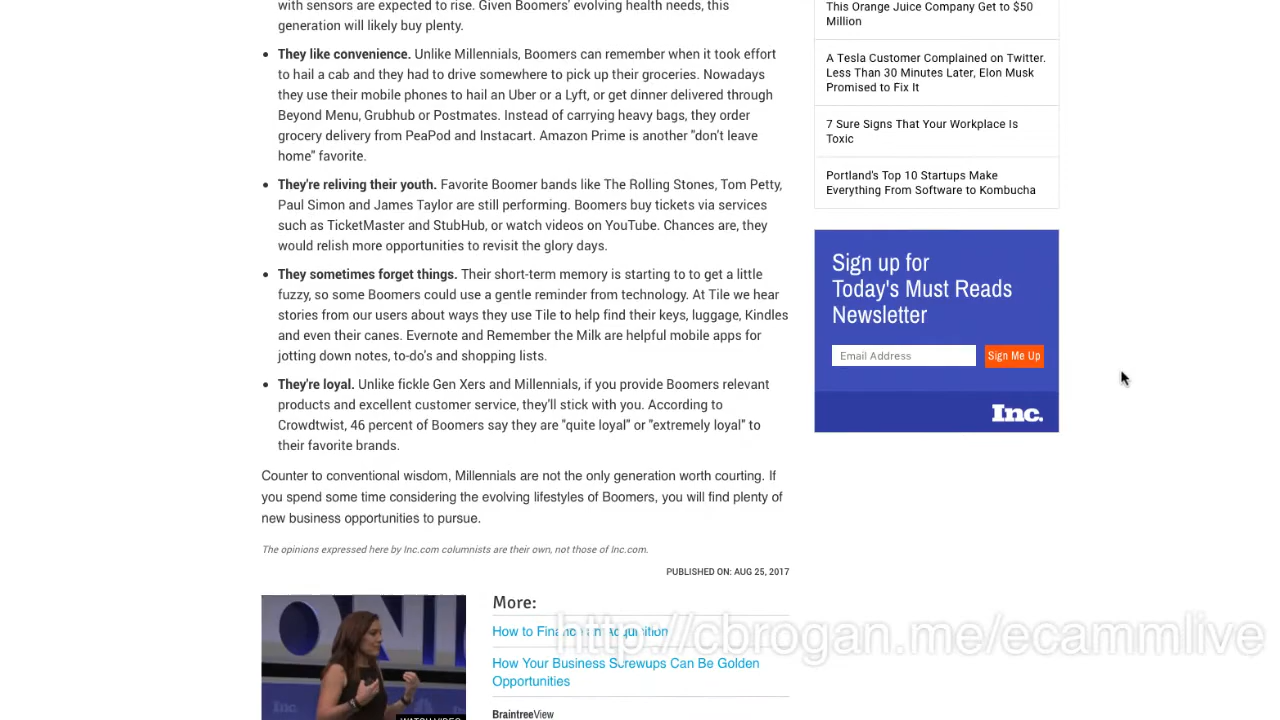 with sensors are expected to rise. Given Boomers' evolving health needs, this
generation will likely buy plenty.
They like convenience. Unlike Millennials, Boomers can remember when it took effort
to hail a cab and they had to drive somewhere to pick up their groceries. Nowadays
they use their mobile phones to hail an Uber or a Lyft, or get dinner delivered through
Beyond Menu, Grubhub or Postmates. Instead of carrying heavy bags, they order
grocery delivery from PeaPod and Instacart. Amazon Prime is another "don't leave
home" favorite.
They're reliving their youth. Favorite Boomer bands like The Rolling Stones, Tom Petty,
Paul Simon and James Taylor are still performing. Boomers buy tickets via services
such as TicketMaster and StubHub, or watch videos on YouTube. Chances are, they
would relish more opportunities to revisit the glory days.
They sometimes forget things. Their short-term memory is starting to to get a little
fuzzy, so some Boomers could use a gentle reminder from technology. At Tile we hear
stories from our users about ways they use Tile to help find their keys, luggage, Kindles
and even their canes. Evernote and Remember the Milk are helpful mobile apps for
jotting down notes, to-do's and shopping lists.
They're loyal. Unlike fickle Gen Xers and Millennials, if you provide Boomers relevant
products and excellent customer service, they'll stick with you. According to
Crowdtwist, 46 percent of Boomers say they are "quite loyal" or "extremely loyal" to
their favorite brands.
Counter to conventional wisdom, Millennials are not the only generation worth courting. If
you spend some time considering the evolving lifestyles of Boomers, you will find plenty of
new business opportunities to pursue.
The opinions expressed here by Inc.com columnists are their own, not those of Inc.com.
PUBLISHED ON: AUG 25, 2017
More:
How to Finance an Acquisition
How Your Business Screwups Can Be Golden
Opportunities
BraintreeView
WATCH VIDEO
Inc.
This Orange Juice Company Get to $50
Million
A Tesla Customer Complained on Twitter.
Less Than 30 Minutes Later, Elon Musk
Promised to Fix It
7 Sure Signs That Your Workplace Is
Toxic
Portland's Top 10 Startups Make
Everything From Software to Kombucha
Sign up for
Today's Must Reads
Newsletter
Email Address
Sign Me Up
Inc.
http://cbrogan.me/ecammlive